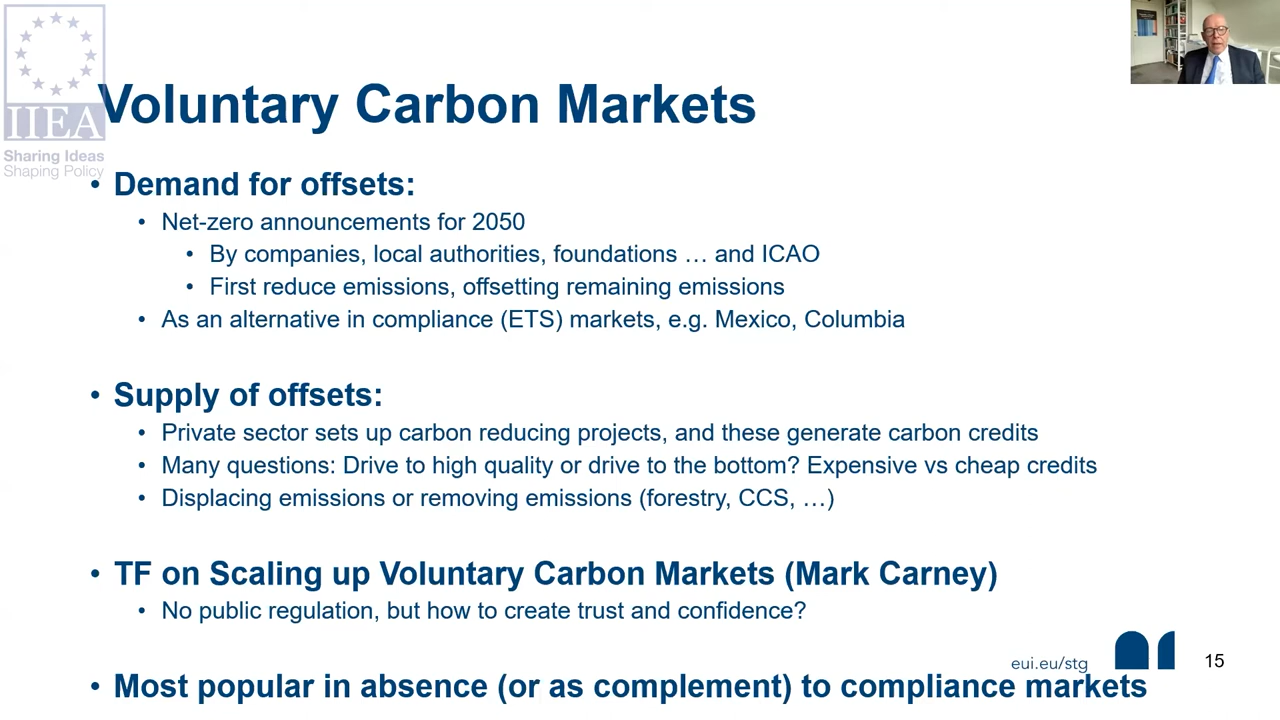 IIEA
Sharing Ideas
Shaping Policy
Voluntary Carbon Markets
• Demand for offsets:
• Net-zero announcements for 2050
• By companies, local authorities, foundations … and ICAO
• First reduce emissions, offsetting remaining emissions
• As an alternative in compliance (ETS) markets, e.g. Mexico, Columbia
• Supply of offsets:
• Private sector sets up carbon reducing projects, and these generate carbon credits
• Many questions: Drive to high quality or drive to the bottom? Expensive vs cheap credits
• Displacing emissions or removing emissions (forestry, CCS, …)
• TF on Scaling up Voluntary Carbon Markets (Mark Carney)
• No public regulation, but how to create trust and confidence?
eui.eu/stg
15
• Most popular in absence (or as complement) to compliance markets